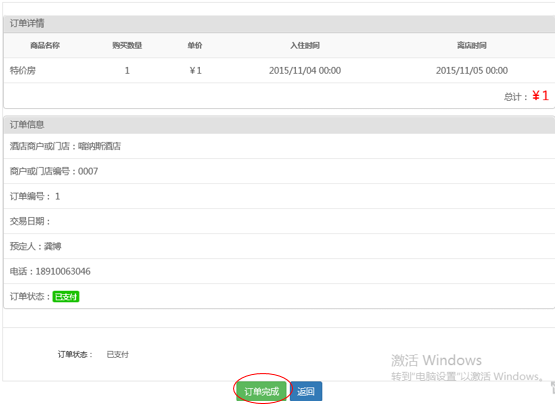 订单详情
商品名称 购买数量 单价 入住时间 离店时间
特价房 1 ¥1 2015/11/04 00:00 2015/11/05 00:00
总计：¥1
订单信息
酒店商户或门店：喀纳斯酒店
商户或门店编号：0007
订单编号： 1
交易日期：
预定人：龚博
电话：18910063046
订单状态：已支付
订单状态： 已支付
激活 Windows
转到"电脑设置"以激活 Windows。
订单完成 返回